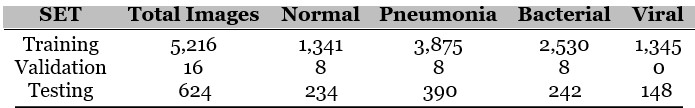 SET Total Images Normal Pneumonia Bacterial Viral
Training 5,216 1,341 3,875 2,530 1,345
Validation 16 8 8 8 0
Testing 624 234 390 242 148